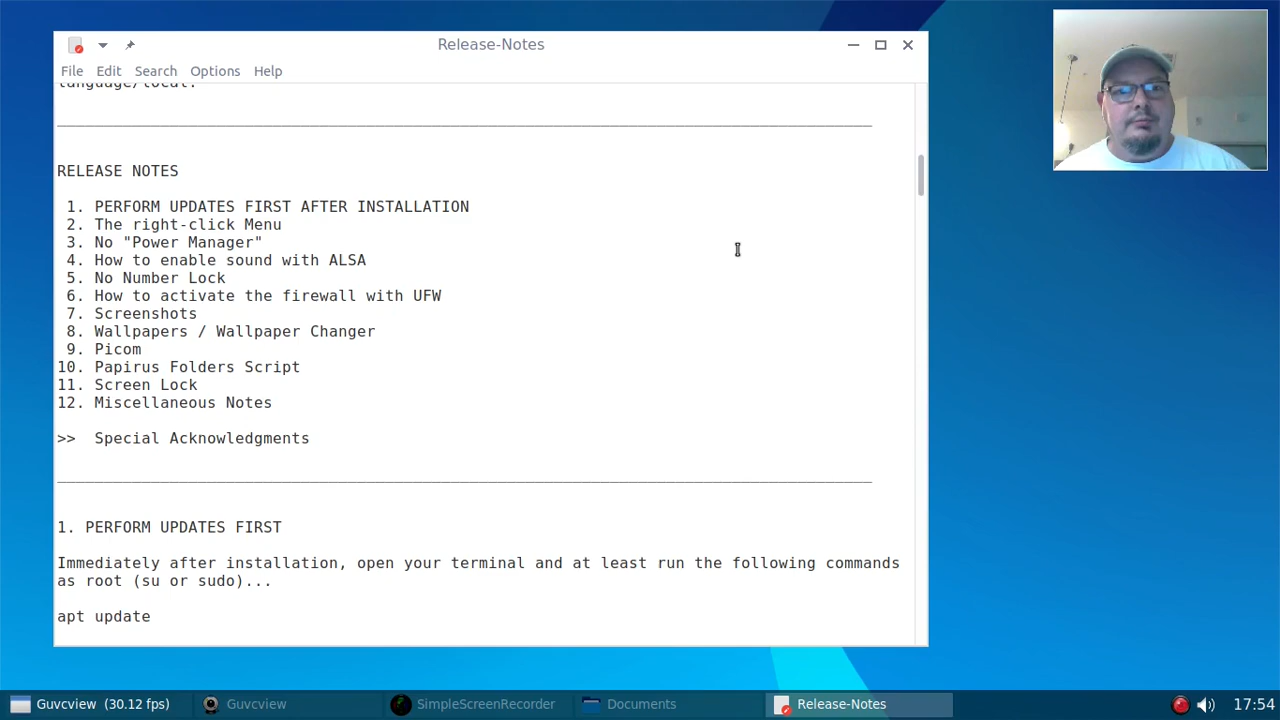 Release-Notes
File Edit Search Options Help
language/local.
RELEASE NOTES
1. PERFORM UPDATES FIRST AFTER INSTALLATION
2. The right-click Menu
3. No "Power Manager"
4. How to enable sound with ALSA
5. No Number Lock
6. How to activate the firewall with UFW
7. Screenshots
8. Wallpapers / Wallpaper Changer
9. Picom
10. Papirus Folders Script
11. Screen Lock
12. Miscellaneous Notes
>> Special Acknowledgments
1. PERFORM UPDATES FIRST
Immediately after installation, open your terminal and at least run the following commands
as root (su or sudo)...
apt update
Guvcview (30.12 fps) Guvcview SimpleScreenRecorder Documents Release-Notes 17:54